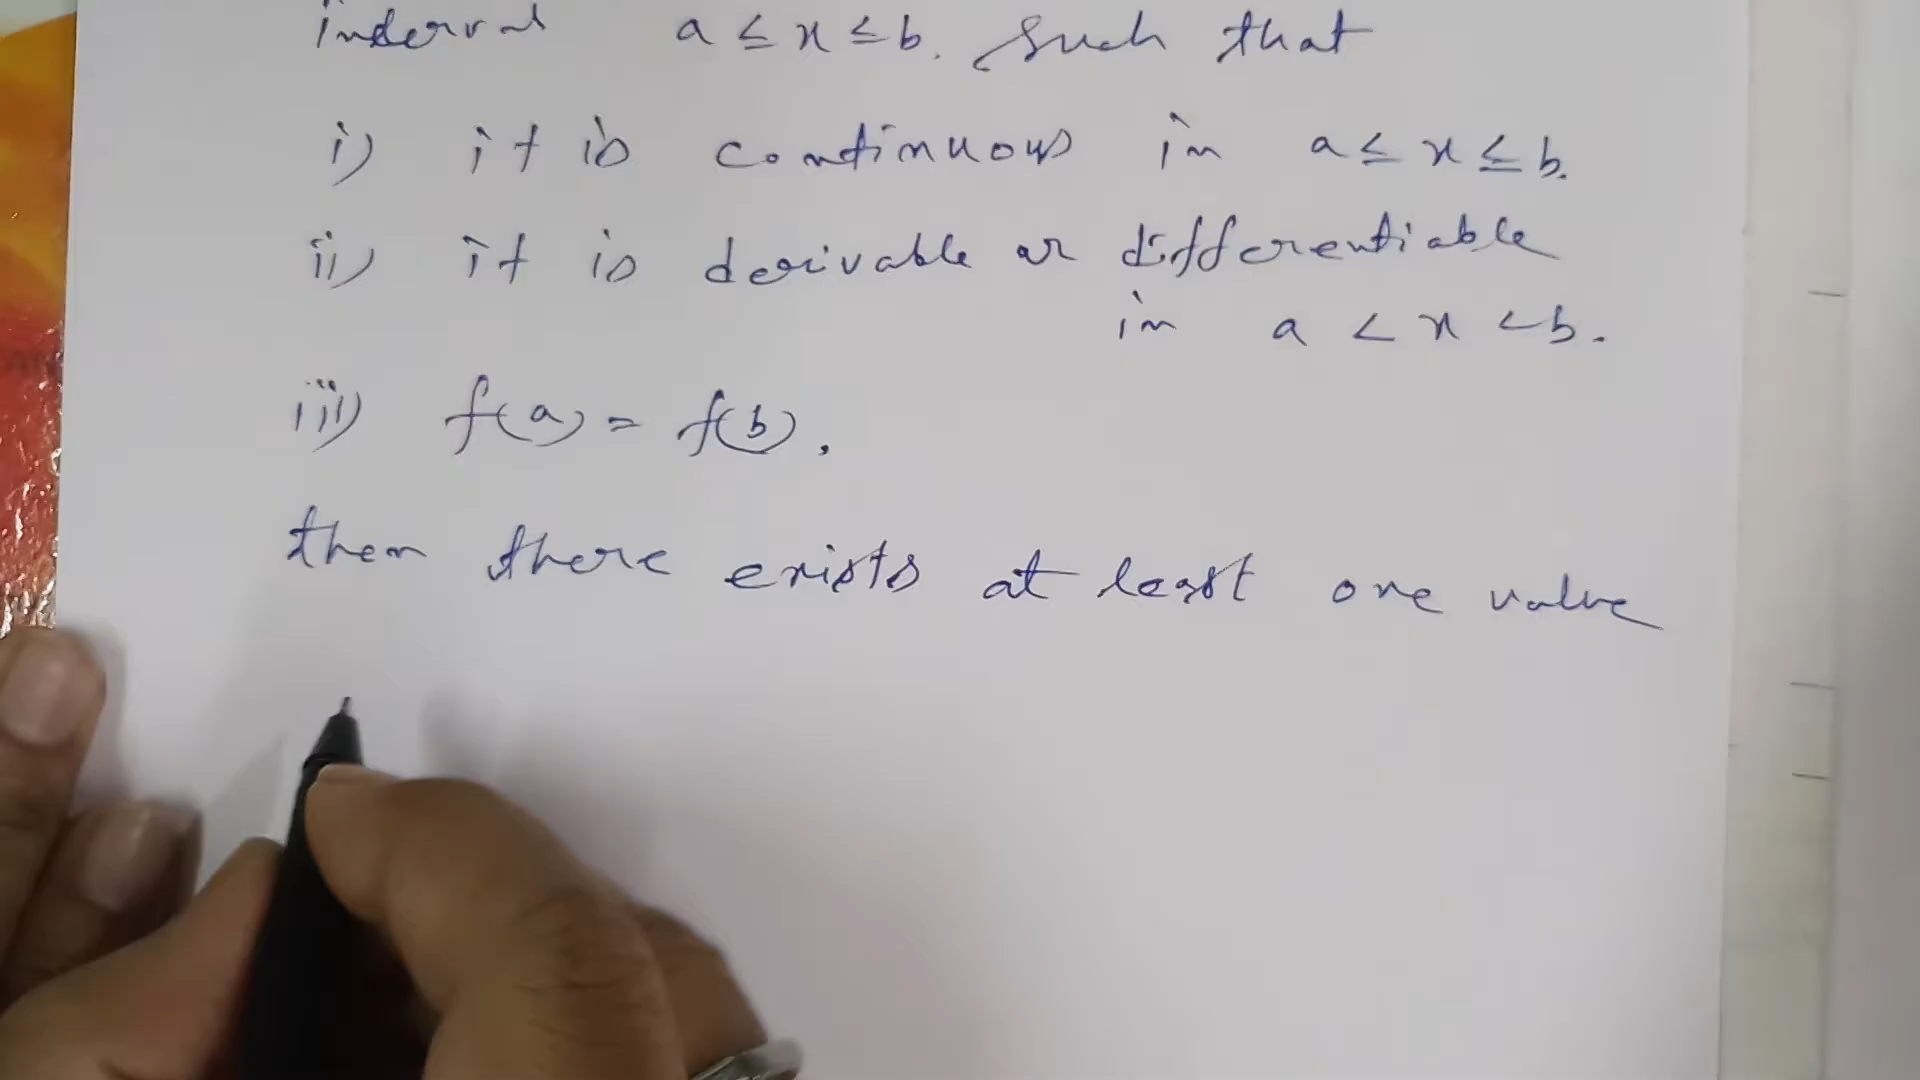 interval a ≤ x ≤ b. Such that
i) it is continuous in a ≤ x ≤ b.
ii) it is derivable or differentiable
in a < x < b.
iii) f(a) = f(b).
then there exists at least one value